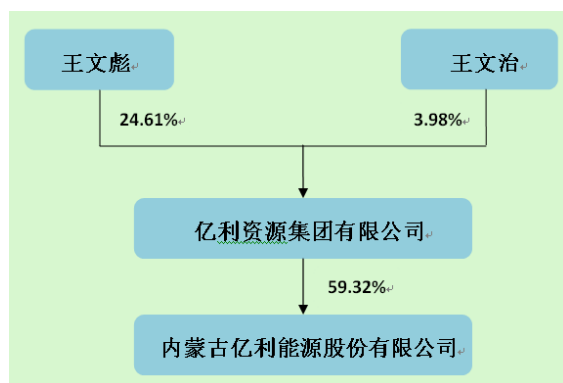 王文彪
王文治
24.61%
3.98%
亿利资源集团有限公司
59.32%
内蒙古亿利能源股份有限公司